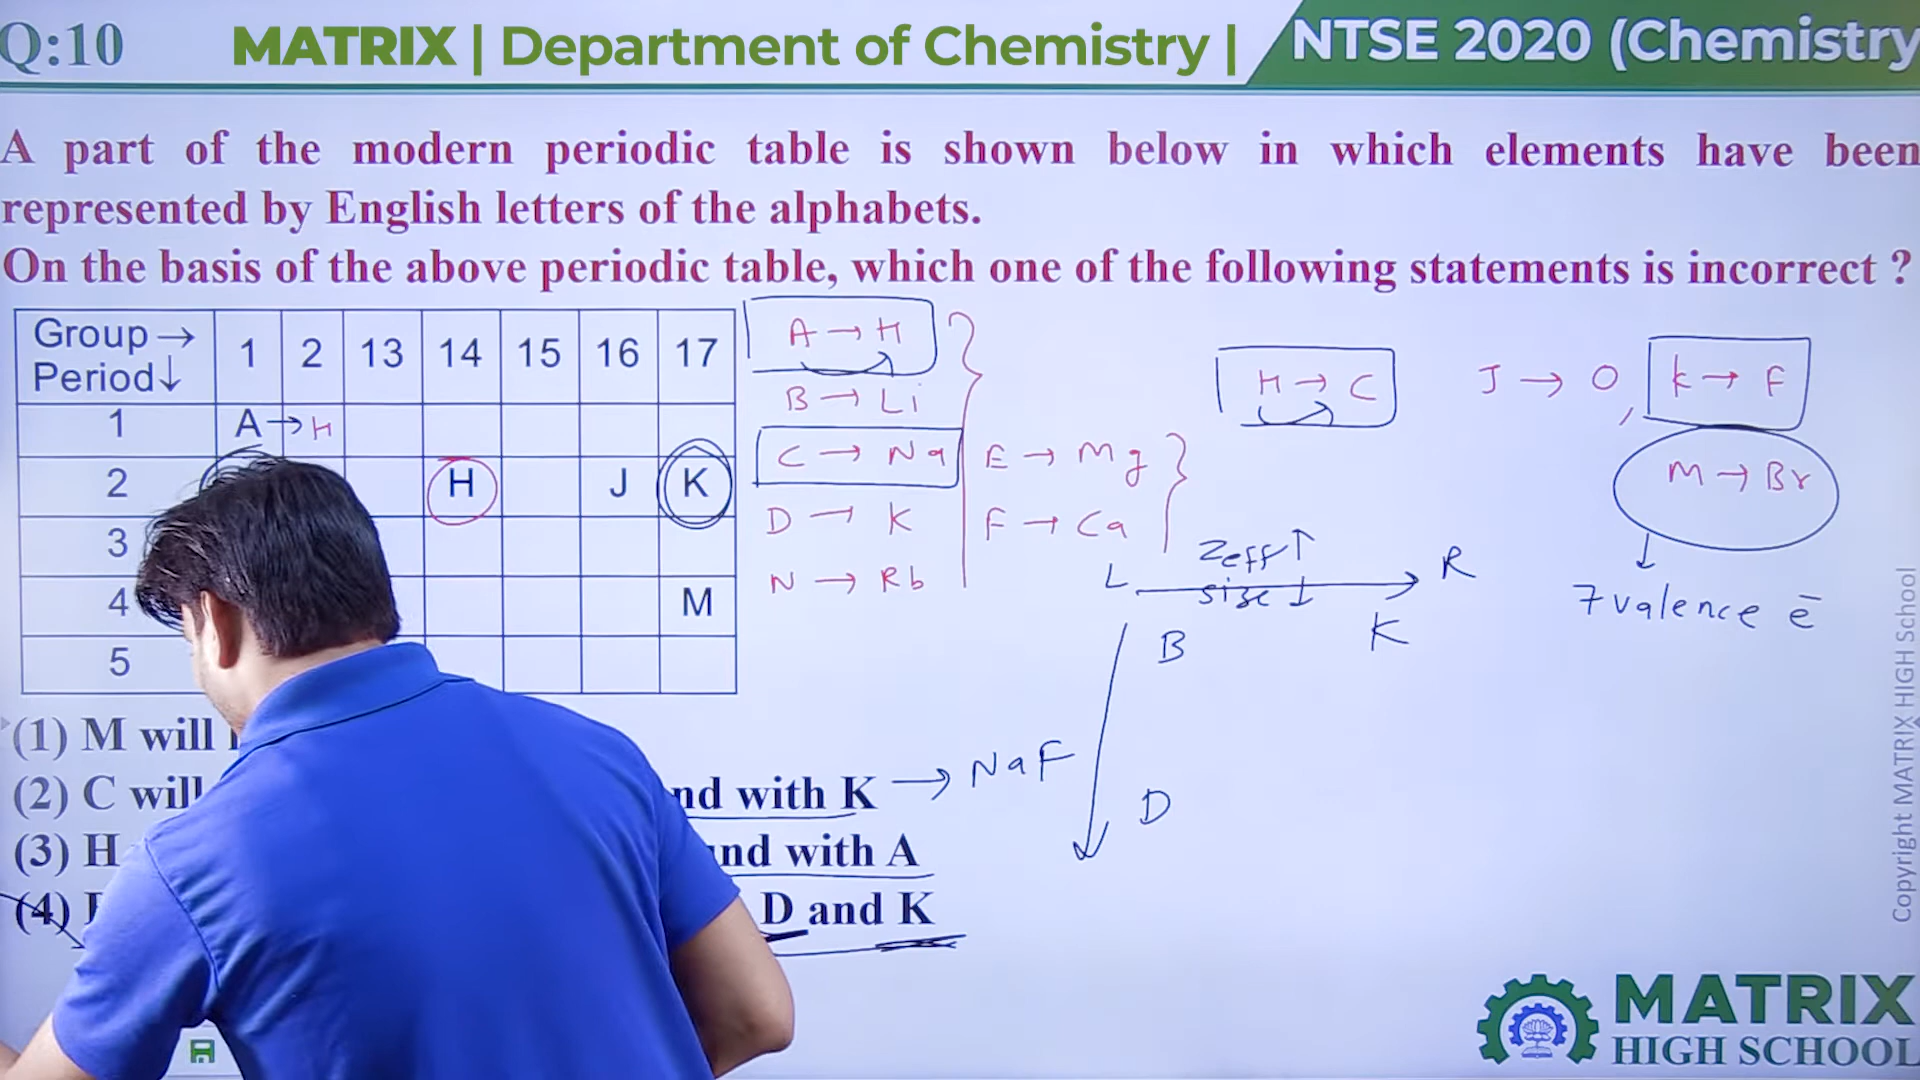 Q:10 MATRIX | Department of Chemistry | NTSE 2020 (Chemistry
A part of the modern periodic table is shown below in which elements have been
represented by English letters of the alphabets.
On the basis of the above periodic table, which one of the following statements is incorrect ?
Group → 1 2 13 14 15 16 17
Period↓
1 A → H
2 H J K
3
4 M
5
A → H
B → Li
C → Na
D → K
N → Rb
E → Mg
F → Ca
H → C
J → O, K → F
M → Br
7 valence e⁻
L → R
Zeff ↑
size ↓
B K
D
(1) M will
(2) C will nd with K → NaF
(3) H nd with A
(4) D and K
Copyright MATRIX HIGH School
MATRIX
HIGH SCHOOL